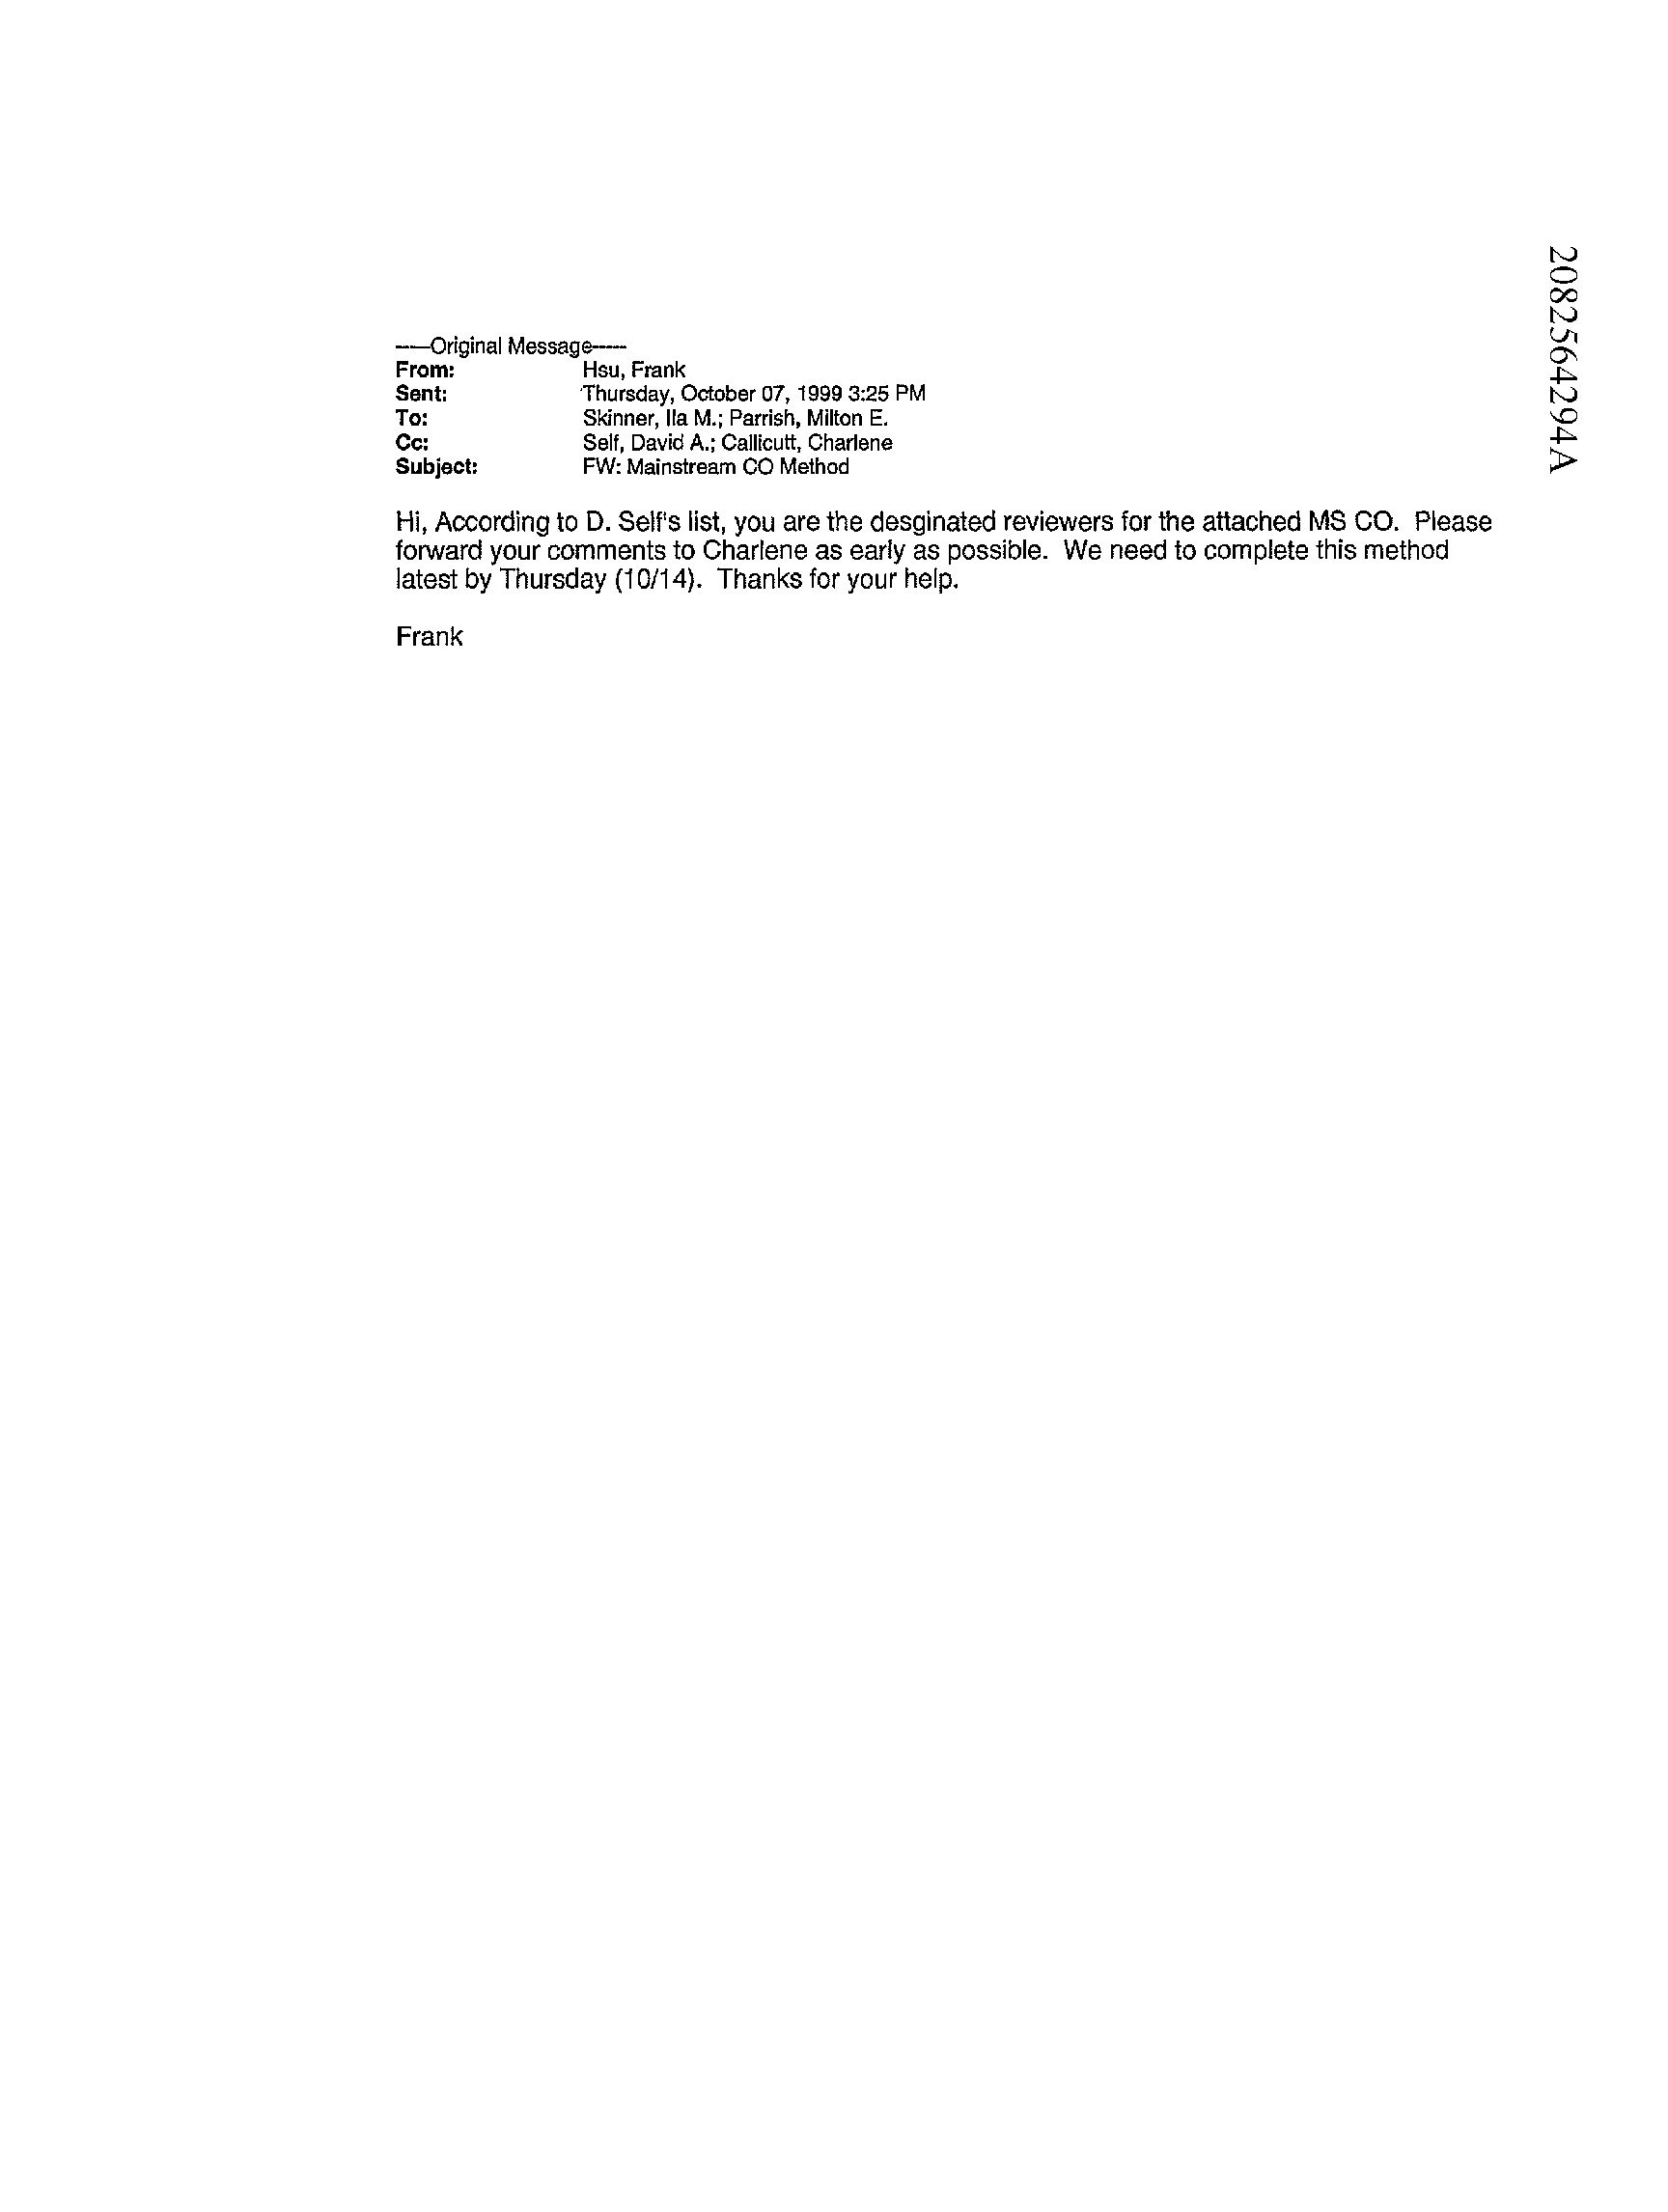 -----Original Message-----
From: Hsu, Frank
Sent: Thursday, October 07, 1999 3:25 PM
To: Skinner, Ila M.; Parrish, Milton E.
Cc: Self, David A.; Callicutt, Charlene
Subject: FW: Mainstream CO Method
Hi, According to D. Self's list, you are the desginated reviewers for the attached MS CO. Please
forward your comments to Charlene as early as possible. We need to complete this method
latest by Thursday (10/14). Thanks for your help.
Frank
2082564294A